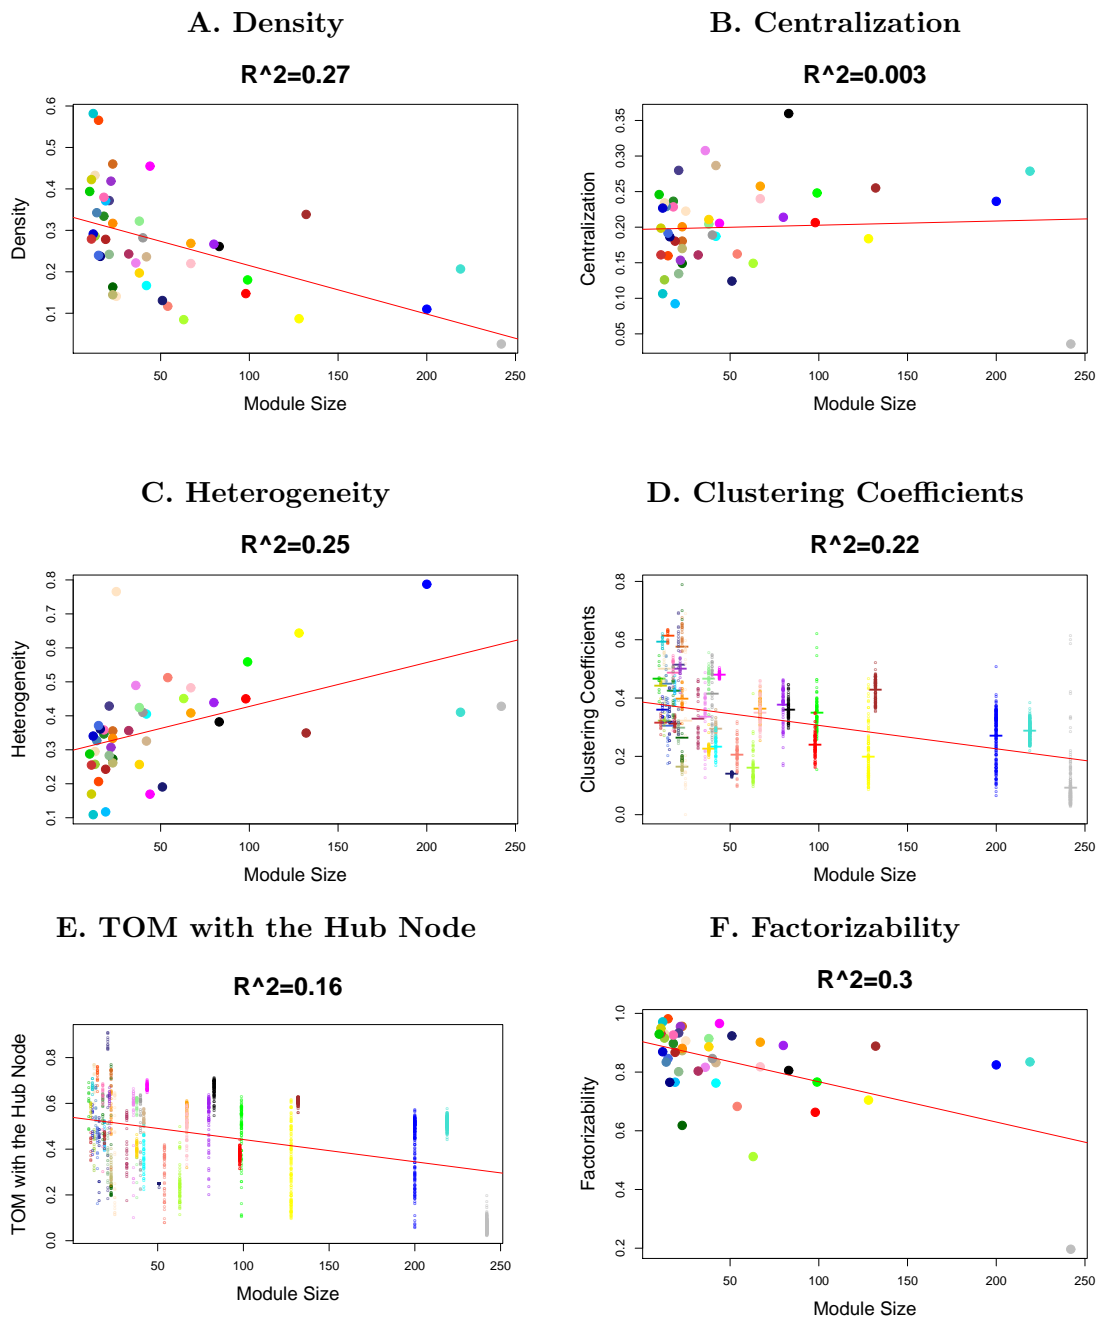 A. Density
R^2=0.27
Density
0.1 0.2 0.3 0.4 0.5 0.6
50 100 150 200 250
Module Size
B. Centralization
R^2=0.003
Centralization
0.05 0.10 0.15 0.20 0.25 0.30 0.35
50 100 150 200 250
Module Size
C. Heterogeneity
R^2=0.25
Heterogeneity
0.1 0.2 0.3 0.4 0.5 0.6 0.7 0.8
50 100 150 200 250
Module Size
D. Clustering Coefficients
R^2=0.22
Clustering Coefficients
0.0 0.2 0.4 0.6 0.8
50 100 150 200 250
Module Size
E. TOM with the Hub Node
R^2=0.16
TOM with the Hub Node
0.0 0.2 0.4 0.6 0.8
50 100 150 200 250
Module Size
F. Factorizability
R^2=0.3
Factorizability
0.2 0.4 0.6 0.8 1.0
50 100 150 200 250
Module Size